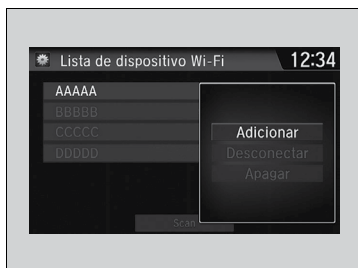 Lista de dispositivo Wi-Fi 12:34
AAAAA
BBBBB
CCCCC
DDDDD
Adicionar
Desconectar
Apagar
Scan